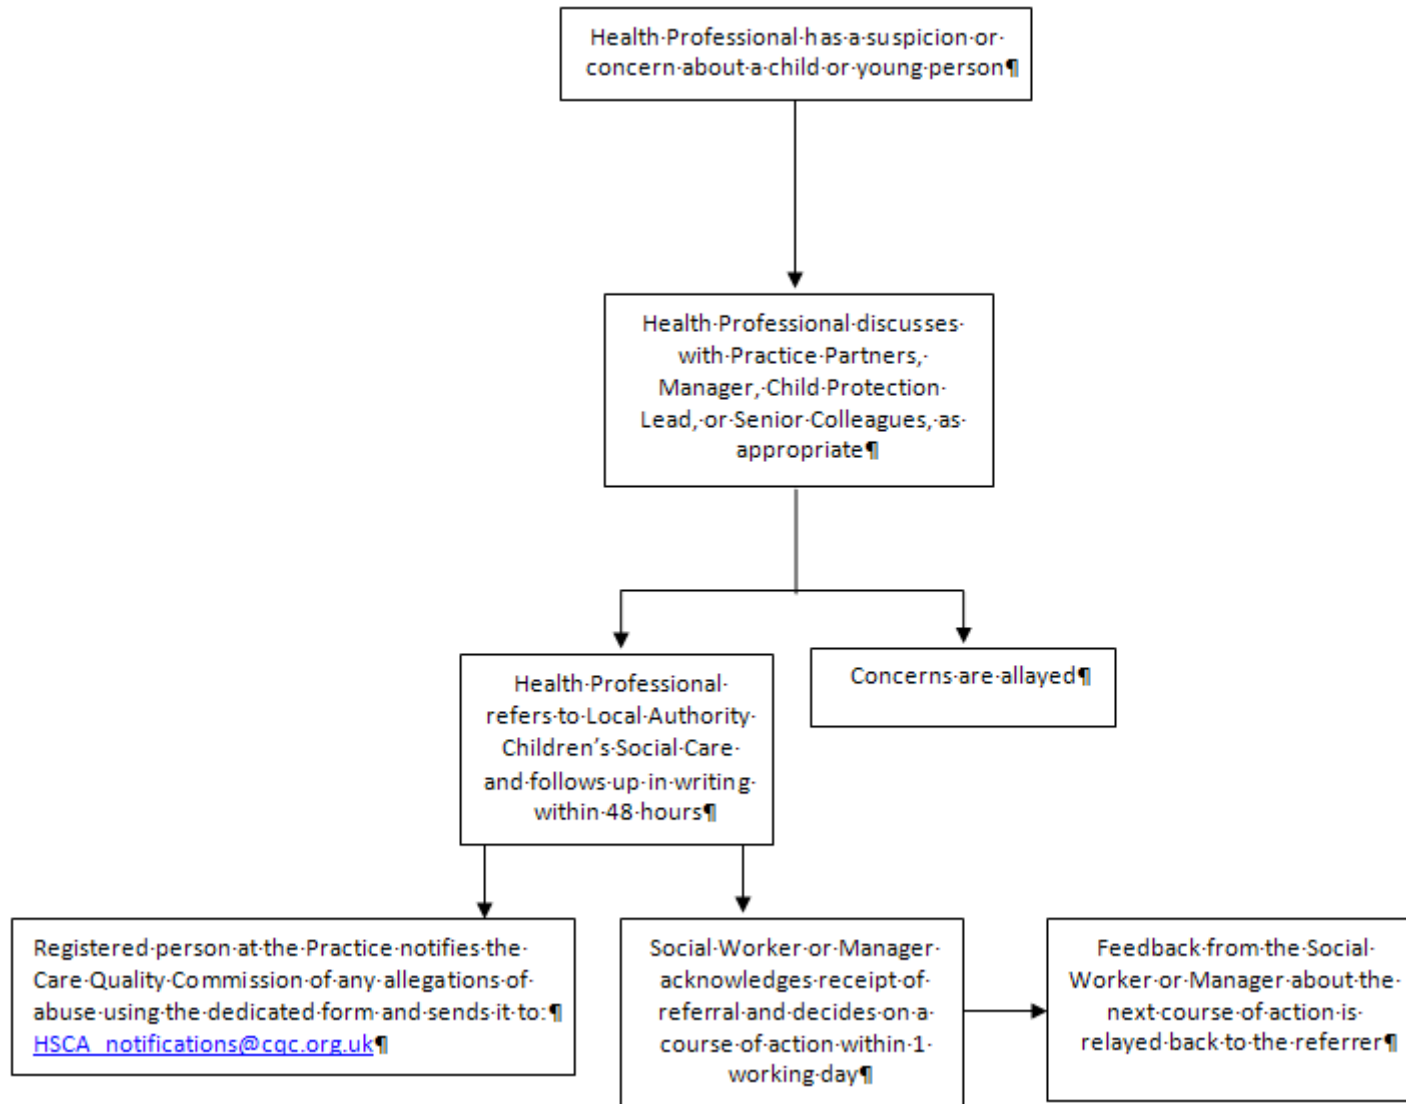 Health·Professional·has·a·suspicion·or·
concern·about·a·child·or·young·person¶
Health·Professional·discusses·
with·Practice·Partners,·
Manager,·Child·Protection·
Lead,·or·Senior·Colleagues,·as·
appropriate¶
Health·Professional·
refers·to·Local·Authority·
Children’s·Social·Care·
and·follows·up·in·writing·
within·48·hours¶
Concerns·are·allayed¶
Registered·person·at·the·Practice·notifies·the·
Care·Quality·Commission·of·any·allegations·of·
abuse·using·the·dedicated·form·and·sends·it·to:¶
HSCA_notifications@cqc.org.uk¶
Social·Worker·or·Manager·
acknowledges·receipt·of·
referral·and·decides·on·a·
course·of·action·within·1·
working·day¶
Feedback·from·the·Social·
Worker·or·Manager·about·the·
next·course·of·action·is·
relayed·back·to·the·referrer¶